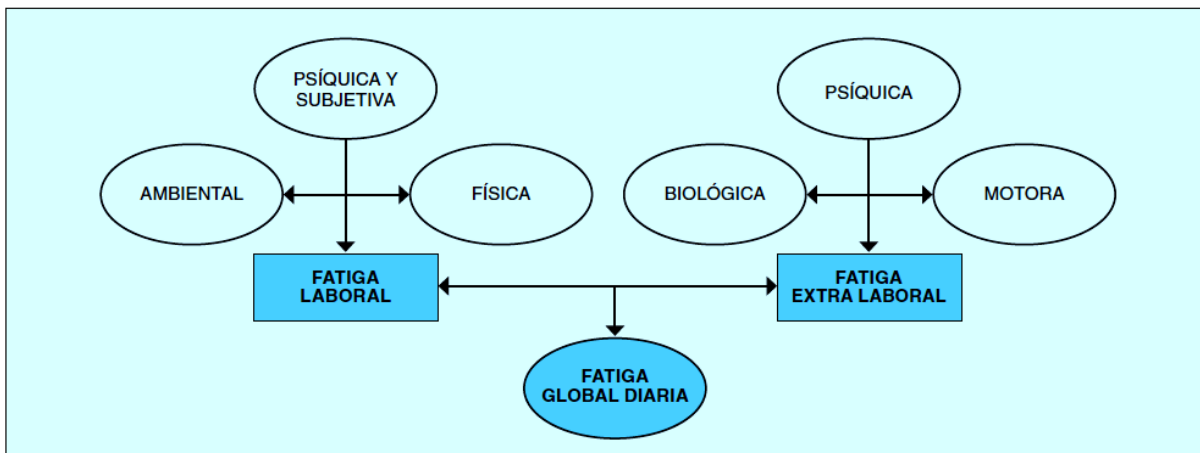 PSÍQUICA Y
SUBJETIVA
PSÍQUICA
AMBIENTAL
FÍSICA
BIOLÓGICA
MOTORA
FATIGA
LABORAL
FATIGA
EXTRA LABORAL
FATIGA
GLOBAL DIARIA